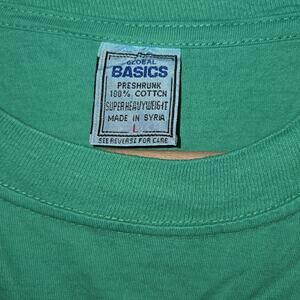 GLOBAL
BASICS
PRESHRUNK
100% COTTON
SUPER HEAVYWEIGHT
MADE IN SYRIA
L
SEE REVERSE FOR CARE